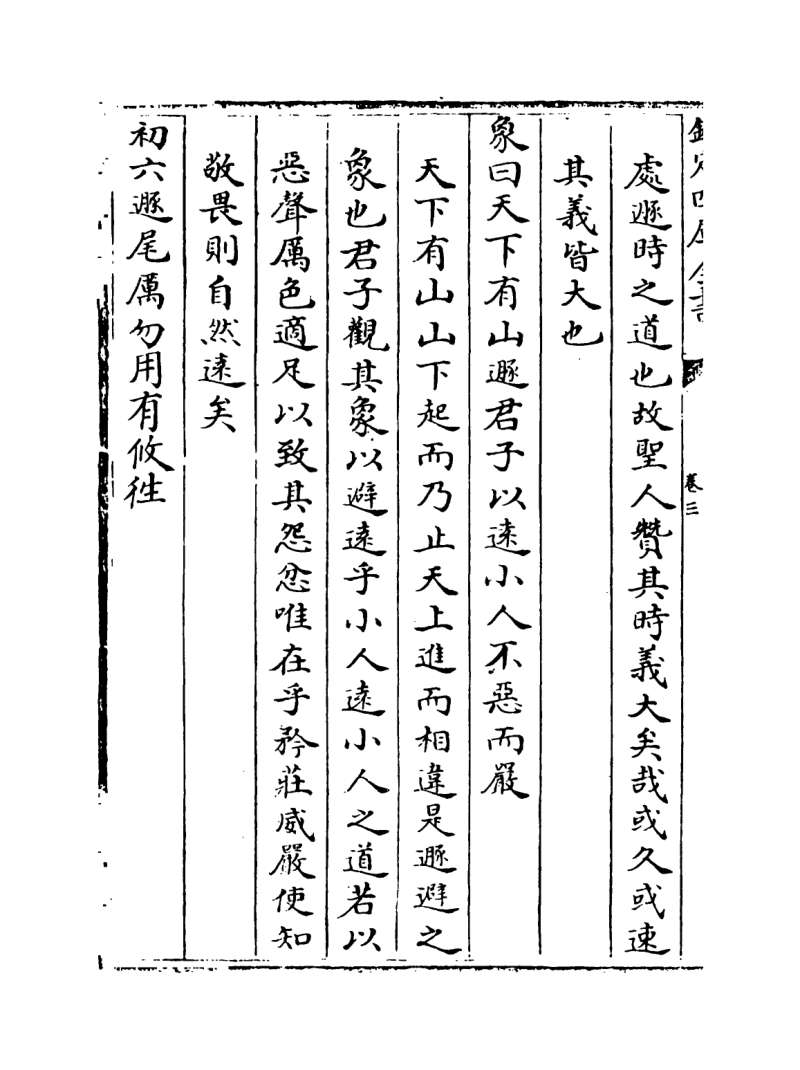 欽定四庫全書
卷三
處遯時之道也故聖人贊其時義大矣哉或久或速
其義皆大也
象曰天下有山遯君子以遠小人不惡而嚴
天下有山山下起而乃止天上進而相違是遯避之
象也君子觀其象以避遠乎小人遠小人之道若以
惡聲厲色適足以致其怨忿唯在乎矜莊威嚴使知
敬畏則自然遠矣
初六遯尾厲勿用有攸往